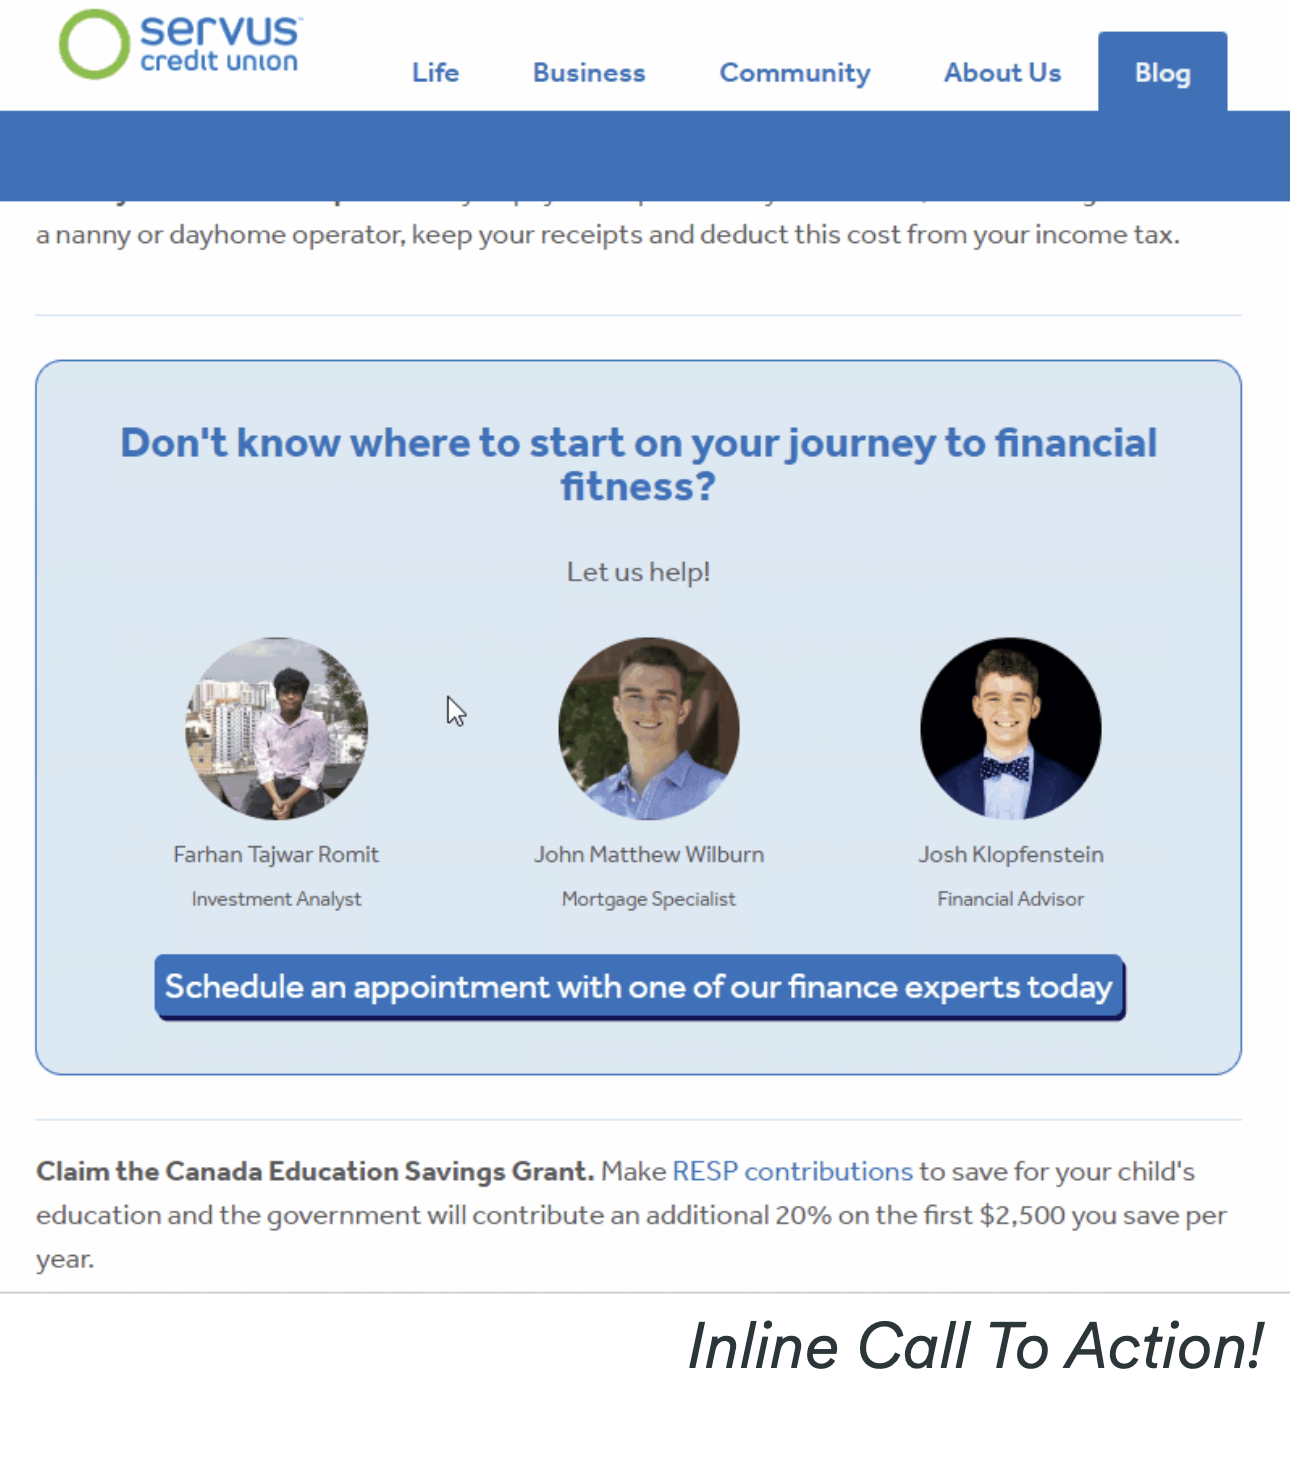 servus™
credit union
Life Business Community About Us Blog
a nanny or dayhome operator, keep your receipts and deduct this cost from your income tax.
Don't know where to start on your journey to financial
fitness?
Let us help!
Farhan Tajwar Romit John Matthew Wilburn Josh Klopfenstein
Investment Analyst Mortgage Specialist Financial Advisor
Schedule an appointment with one of our finance experts today
Claim the Canada Education Savings Grant. Make RESP contributions to save for your child's
education and the government will contribute an additional 20% on the first $2,500 you save per
year.
Inline Call To Action!